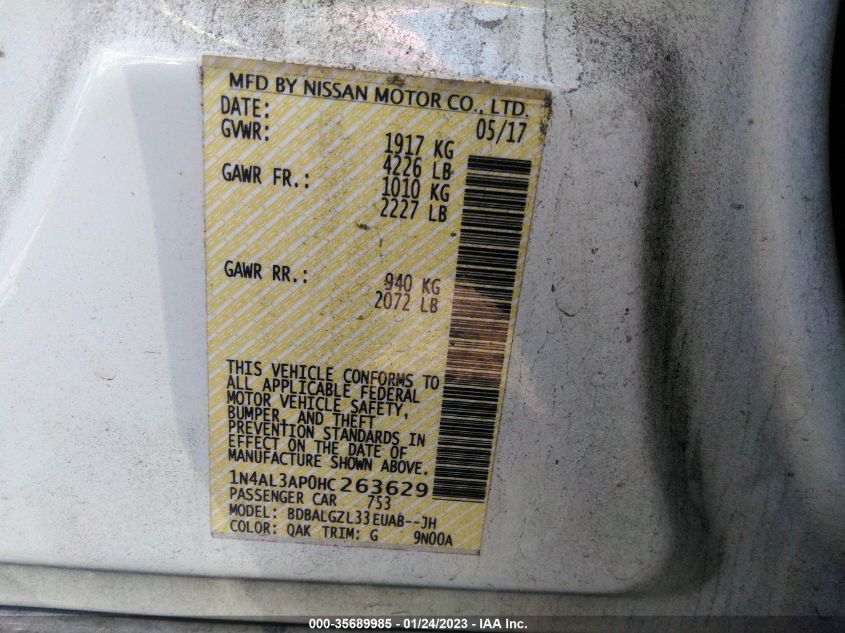 MFD BY NISSAN MOTOR CO., LTD.
DATE: 05/17
GVWR: 1917 KG
4226 LB
GAWR FR.: 1010 KG
2227 LB
GAWR RR.: 940 KG
2072 LB
THIS VEHICLE CONFORMS TO
ALL APPLICABLE FEDERAL
MOTOR VEHICLE SAFETY,
BUMPER, AND THEFT
PREVENTION STANDARDS IN
EFFECT ON THE DATE OF
MANUFACTURE SHOWN ABOVE.
1N4AL3AP0HC263629
PASSENGER CAR 753
MODEL: BDBALGZL33EUAB--JH
COLOR: QAK TRIM: G 9N00A
000-35689985 - 01/24/2023 - IAA Inc.